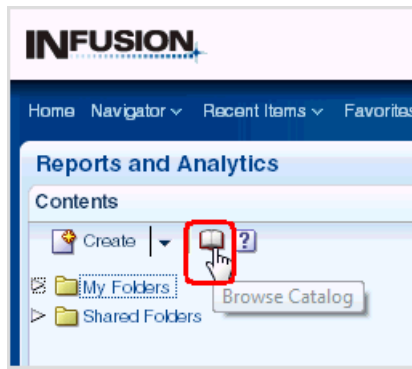 INFUSION
Home Navigator Recent Items Favorites
Reports and Analytics
Contents
Create ?
My Folders
Browse Catalog
Shared Folders